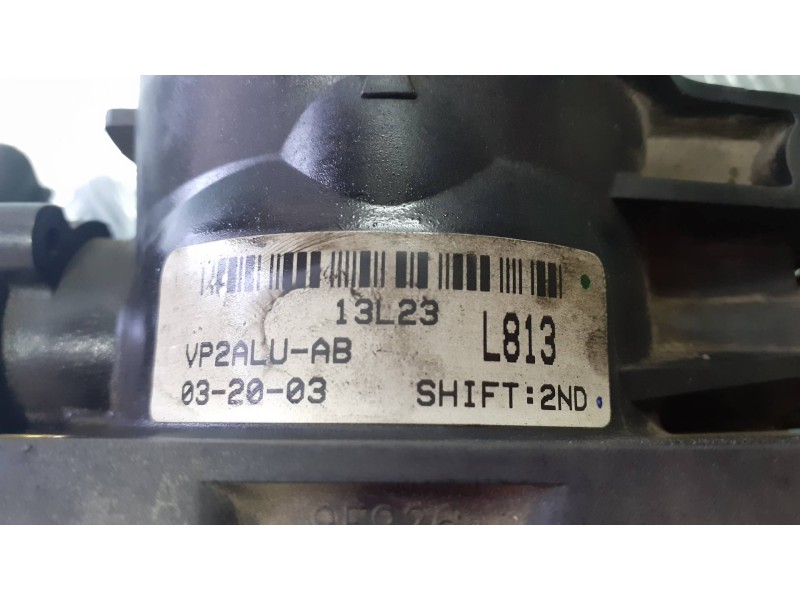 13L23
VP2ALU-AB L813
03-20-03 SHIFT:2ND